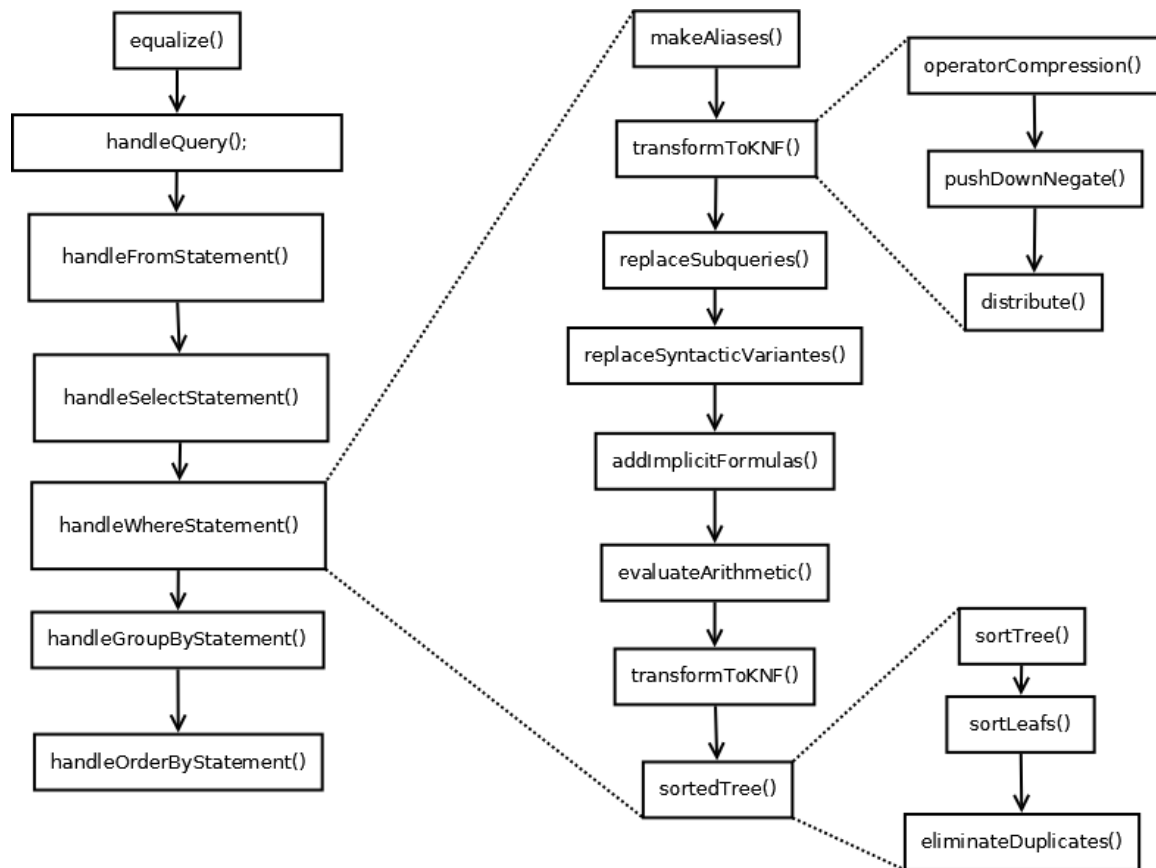 equalize()
handleQuery();
handleFromStatement()
handleSelectStatement()
handleWhereStatement()
handleGroupByStatement()
handleOrderByStatement()
makeAliases()
transformToKNF()
replaceSubqueries()
replaceSyntacticVariantes()
addImplicitFormulas()
evaluateArithmetic()
transformToKNF()
sortedTree()
operatorCompression()
pushDownNegate()
distribute()
sortTree()
sortLeafs()
eliminateDuplicates()